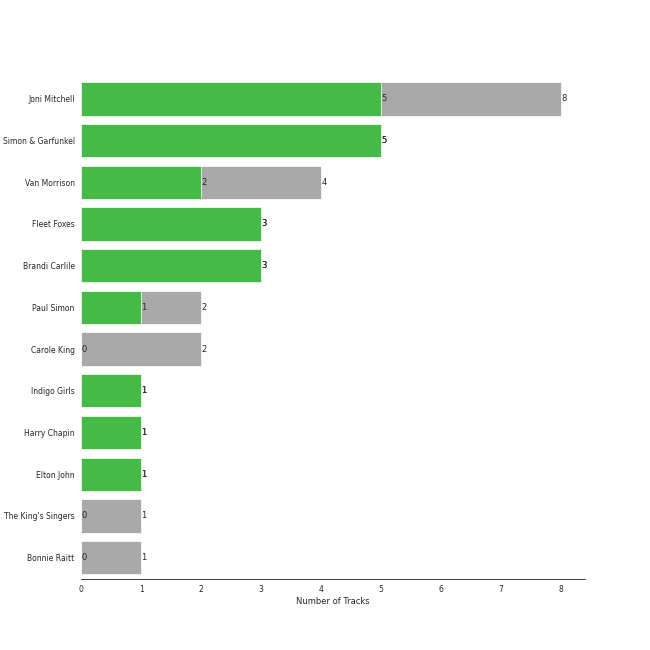 Joni Mitchell 5 8
Simon & Garfunkel 5
Van Morrison 2 4
Fleet Foxes 3
Brandi Carlile 3
Paul Simon 1 2
Carole King 0 2
Indigo Girls 1
Harry Chapin 1
Elton John 1
The King's Singers 0 1
Bonnie Raitt 0 1
0 1 2 3 4 5 6 7 8
Number of Tracks